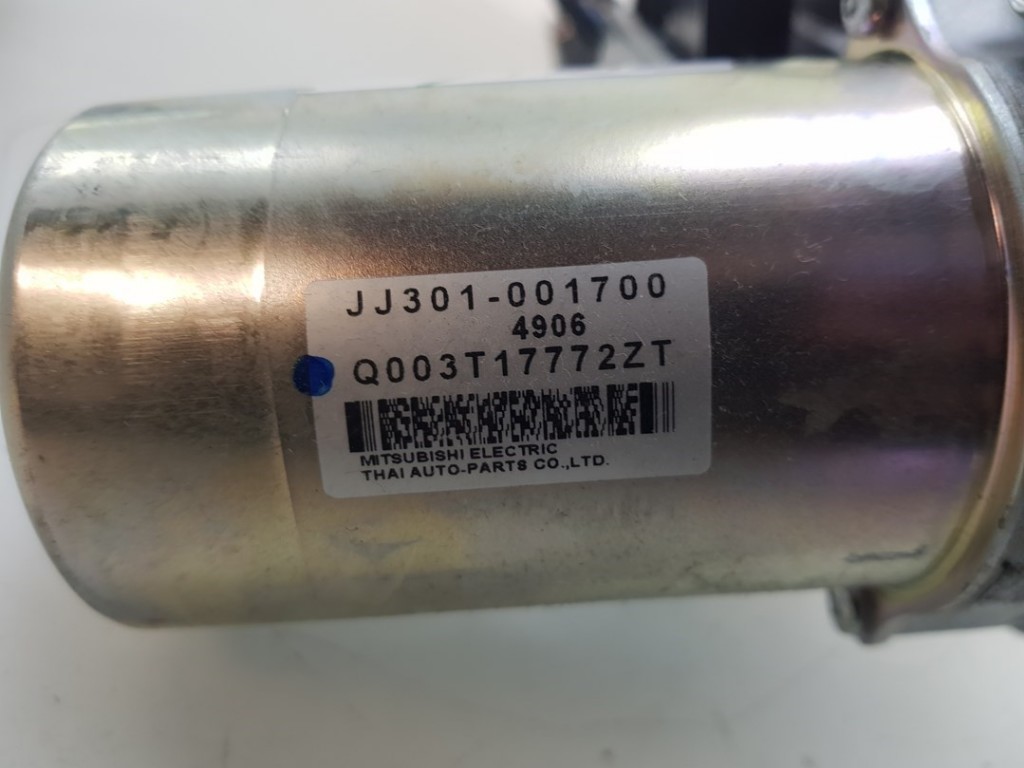 JJ301-001700
4906
Q003T17772ZT
MITSUBISHI ELECTRIC
THAI AUTO-PARTS CO.,LTD.